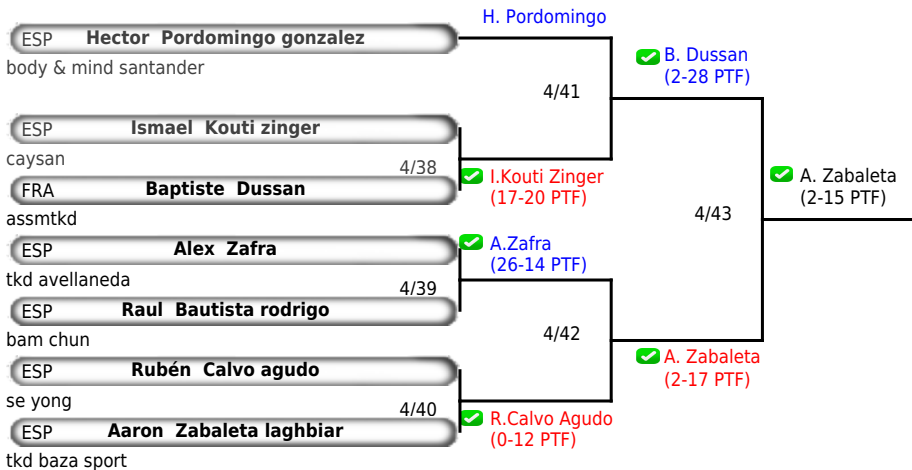 H. Pordomingo
ESP Hector Pordomingo gonzalez
body & mind santander
B. Dussan
(2-28 PTF)
4/41
ESP Ismael Kouti zinger
caysan
4/38
FRA Baptiste Dussan
assmtkd
I.Kouti Zinger
(17-20 PTF)
A. Zabaleta
(2-15 PTF)
4/43
ESP Alex Zafra
tkd avellaneda
A.Zafra
(26-14 PTF)
4/39
ESP Raul Bautista rodrigo
bam chun
4/42
ESP Rubén Calvo agudo
se yong
A. Zabaleta
(2-17 PTF)
4/40
ESP Aaron Zabaleta laghbiar
tkd baza sport
R.Calvo Agudo
(0-12 PTF)